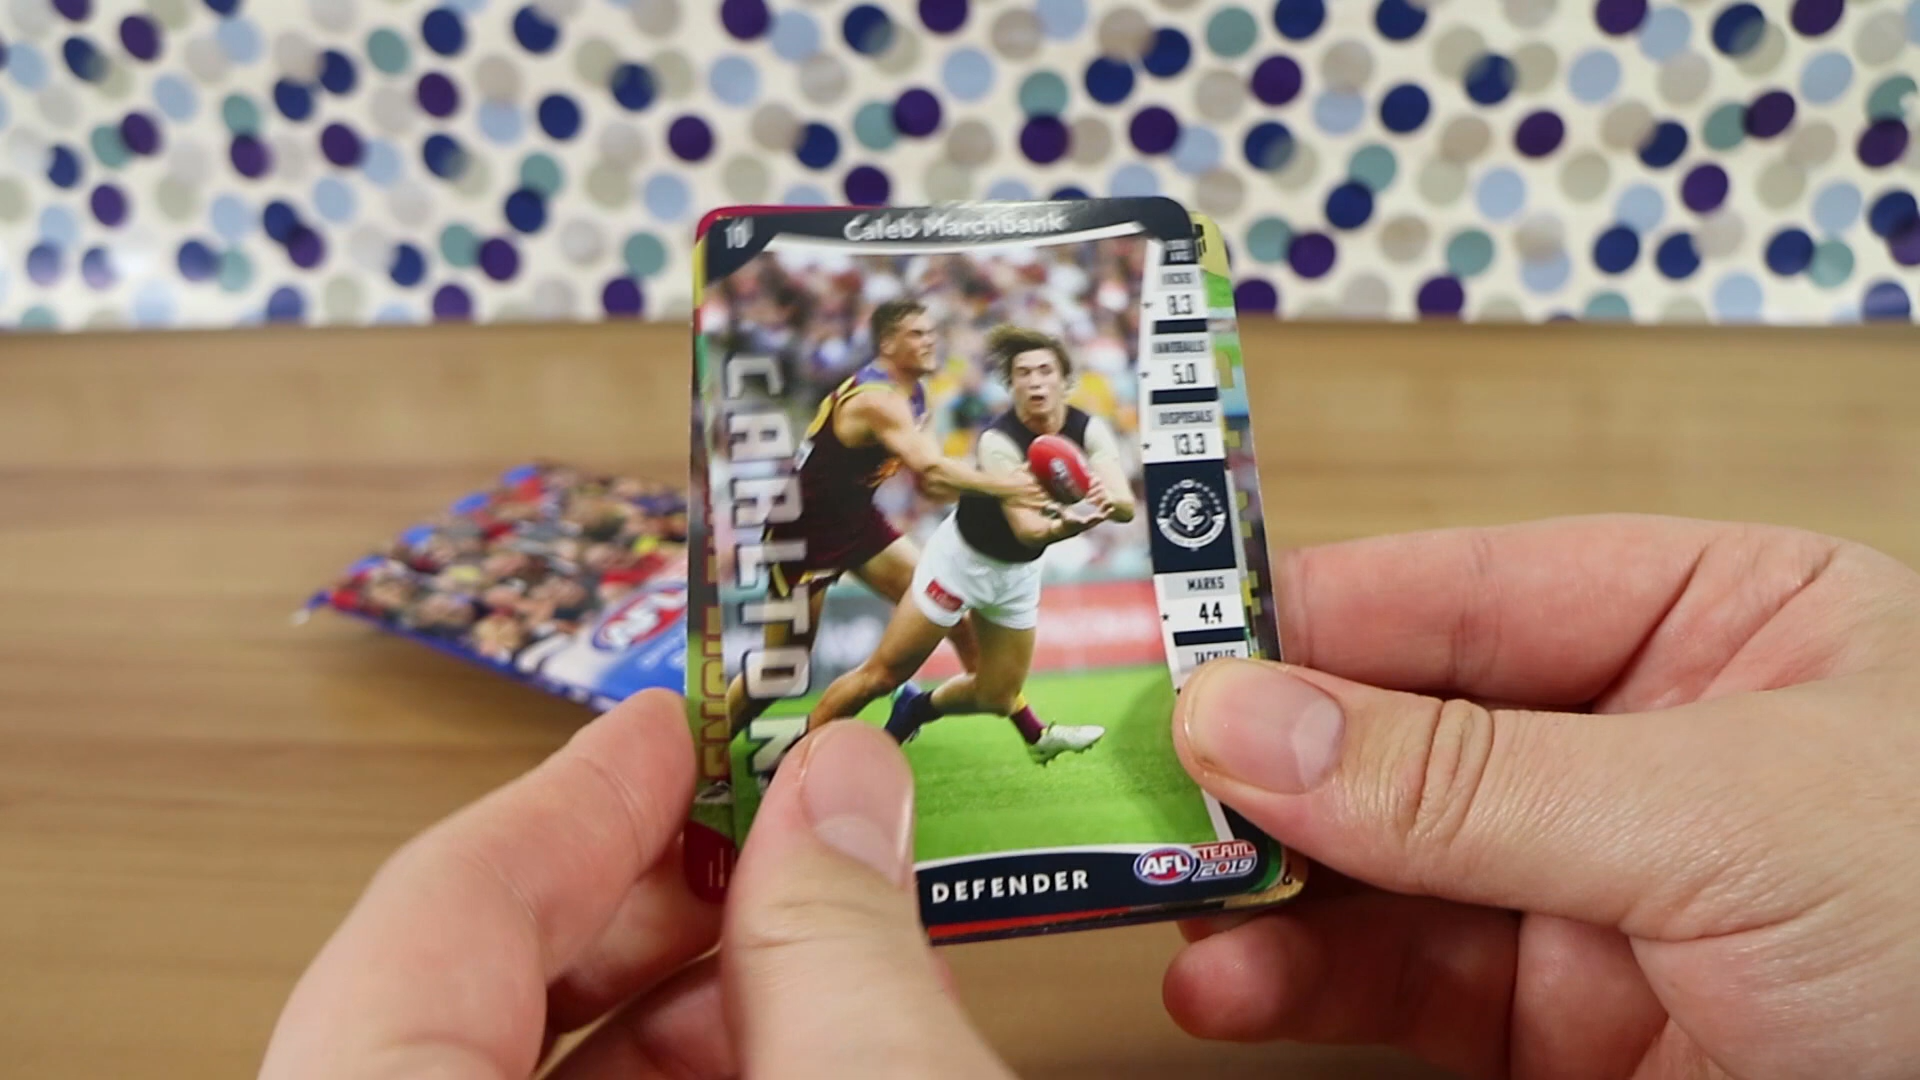 10
Caleb Marchbank
CARLTON
KICKS
8.3
HANDBALLS
5.0
DISPOSALS
13.3
MARKS
4.4
TACKLES
DEFENDER
AFL TEAM
2019
AFL